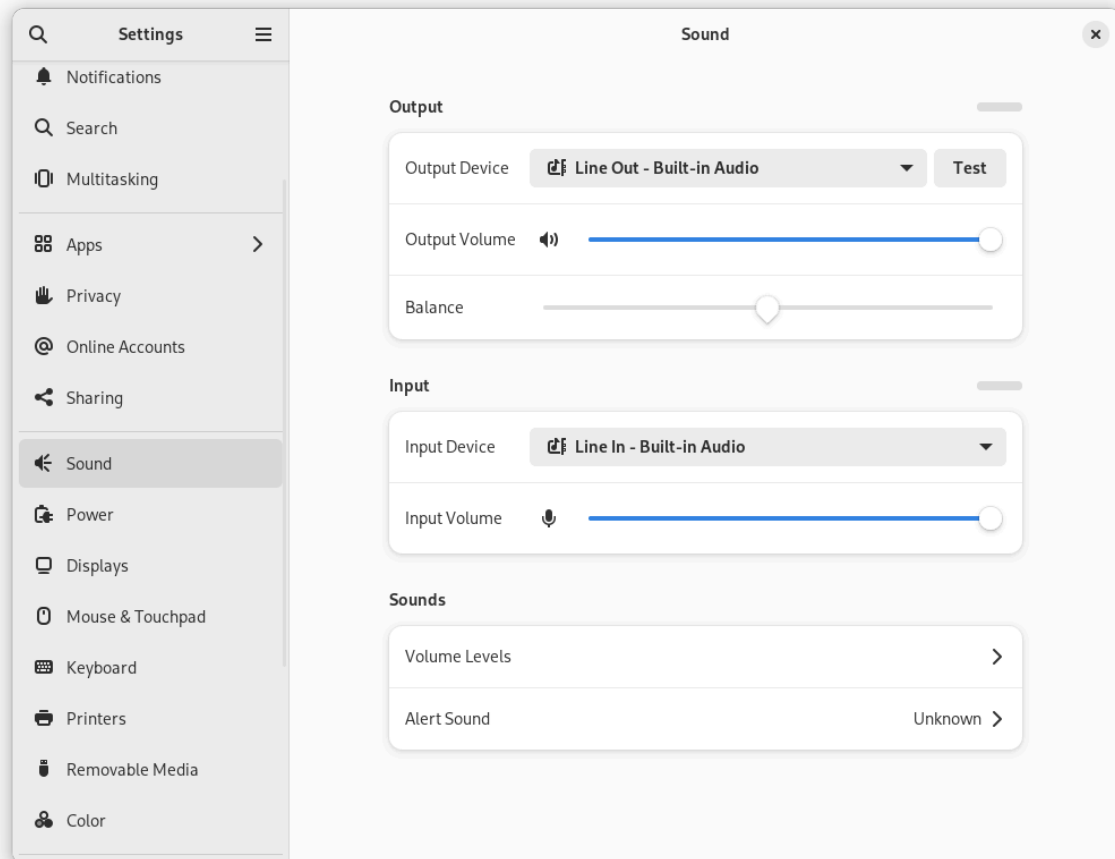 Settings
Notifications
Search
Multitasking
Apps
Privacy
Online Accounts
Sharing
Sound
Power
Displays
Mouse & Touchpad
Keyboard
Printers
Removable Media
Color
Sound
Output
Output Device Line Out - Built-in Audio Test
Output Volume
Balance
Input
Input Device Line In - Built-in Audio
Input Volume
Sounds
Volume Levels
Alert Sound Unknown